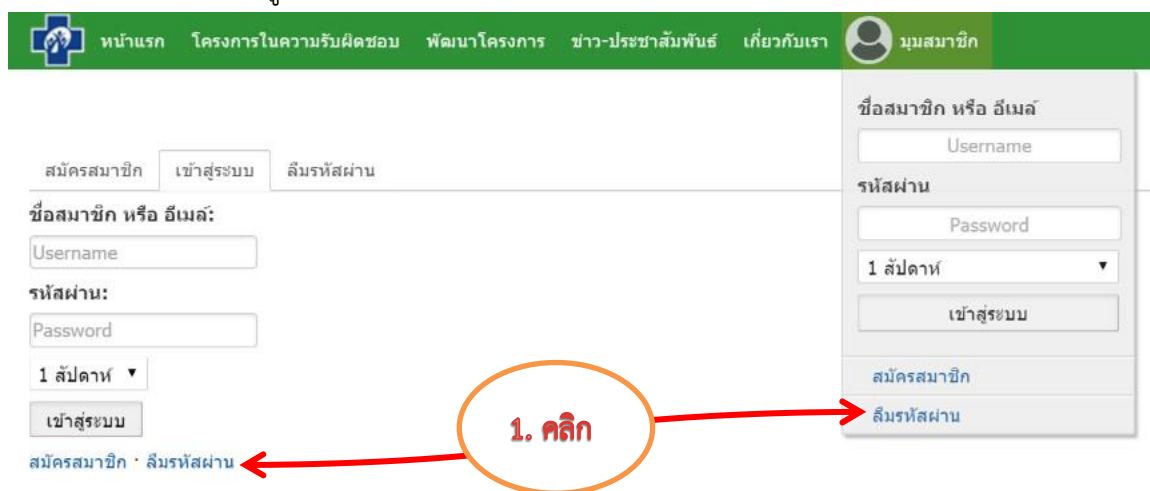 หน้าแรก โครงการในความรับผิดชอบ พัฒนาโครงการ ข่าว-ประชาสัมพันธ์ เกี่ยวกับเรา มุมสมาชิก
ชื่อสมาชิก หรือ อีเมล์
Username
รหัสผ่าน
Password
1 สัปดาห์
เข้าสู่ระบบ
สมัครสมาชิก
ลืมรหัสผ่าน
สมัครสมาชิก เข้าสู่ระบบ ลืมรหัสผ่าน
ชื่อสมาชิก หรือ อีเมล์:
Username
รหัสผ่าน:
Password
1 สัปดาห์
เข้าสู่ระบบ
สมัครสมาชิก · ลืมรหัสผ่าน
1. คลิก